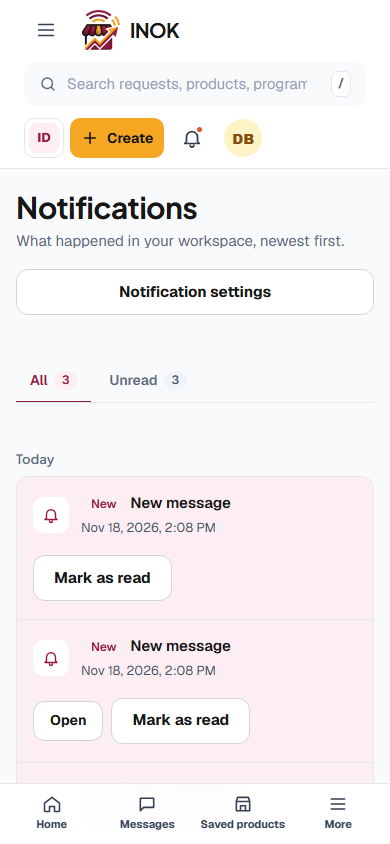 INOK
Search requests, products, program
/
ID
Create
DB
Notifications
What happened in your workspace, newest first.
Notification settings
All 3
Unread 3
Today
New New message
Nov 18, 2026, 2:08 PM
Mark as read
New New message
Nov 18, 2026, 2:08 PM
Open
Mark as read
Home
Messages
Saved products
More